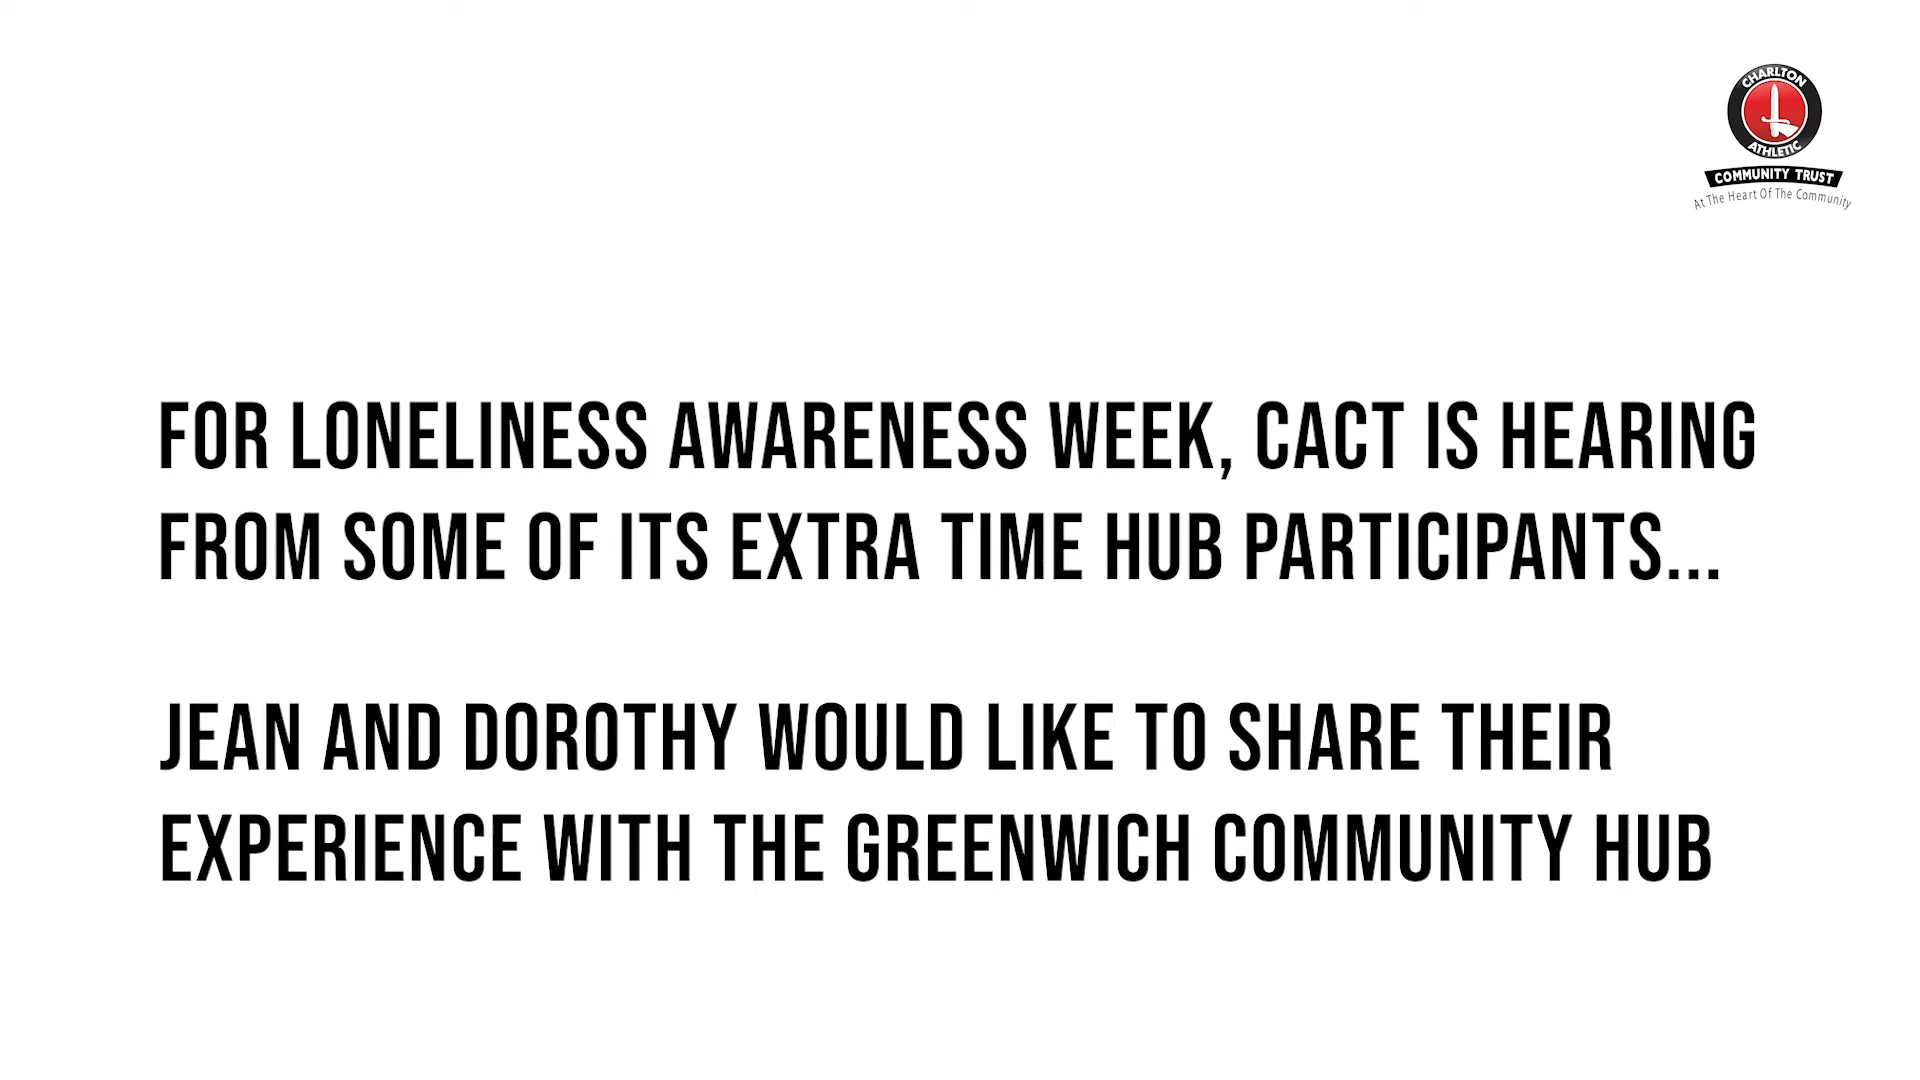 CHARLTON
ATHLETIC
COMMUNITY TRUST
At The Heart Of The Community
FOR LONELINESS AWARENESS WEEK, CACT IS HEARING
FROM SOME OF ITS EXTRA TIME HUB PARTICIPANTS...
JEAN AND DOROTHY WOULD LIKE TO SHARE THEIR
EXPERIENCE WITH THE GREENWICH COMMUNITY HUB